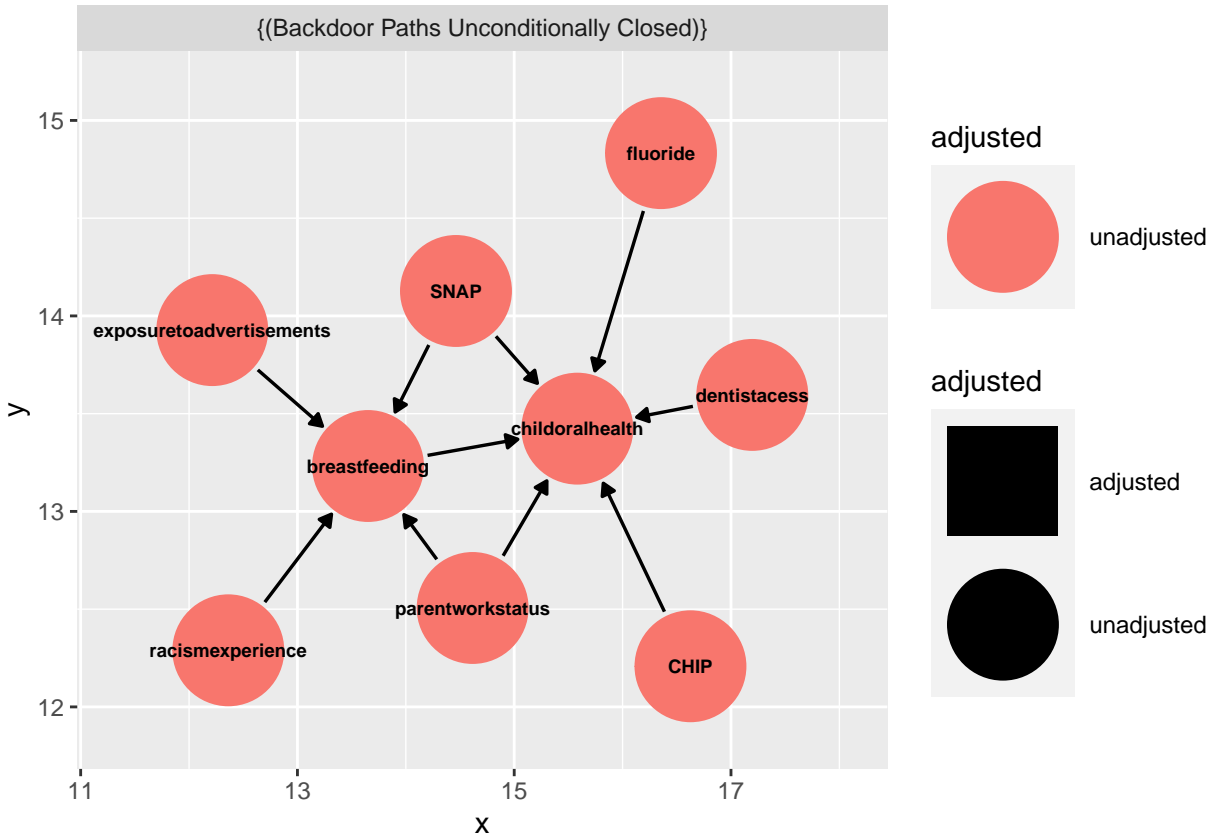 {(Backdoor Paths Unconditionally Closed)}
15
14
13
12
y
11
13
15
17
x
fluoride
SNAP
exposuretoadvertisements
dentistacess
childoralhealth
breastfeeding
parentworkstatus
racismexperience
CHIP
adjusted
unadjusted
adjusted
adjusted
unadjusted